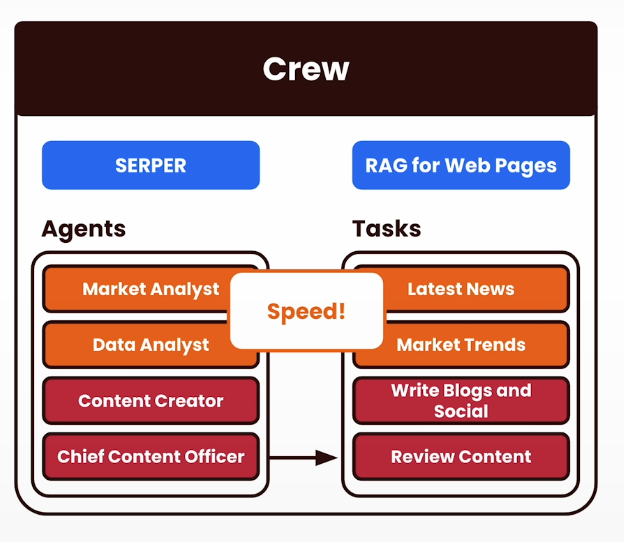 Crew
SERPER
RAG for Web Pages
Agents
Tasks
Market Analyst
Speed!
Latest News
Data Analyst
Market Trends
Content Creator
Write Blogs and
Social
Chief Content Officer
Review Content